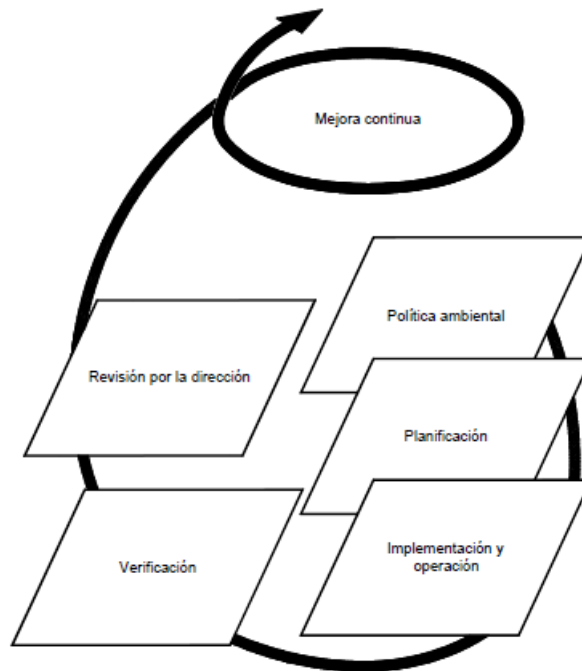 Mejora continua
Política ambiental
Revisión por la dirección
Planificación
Implementación y
operación
Verificación